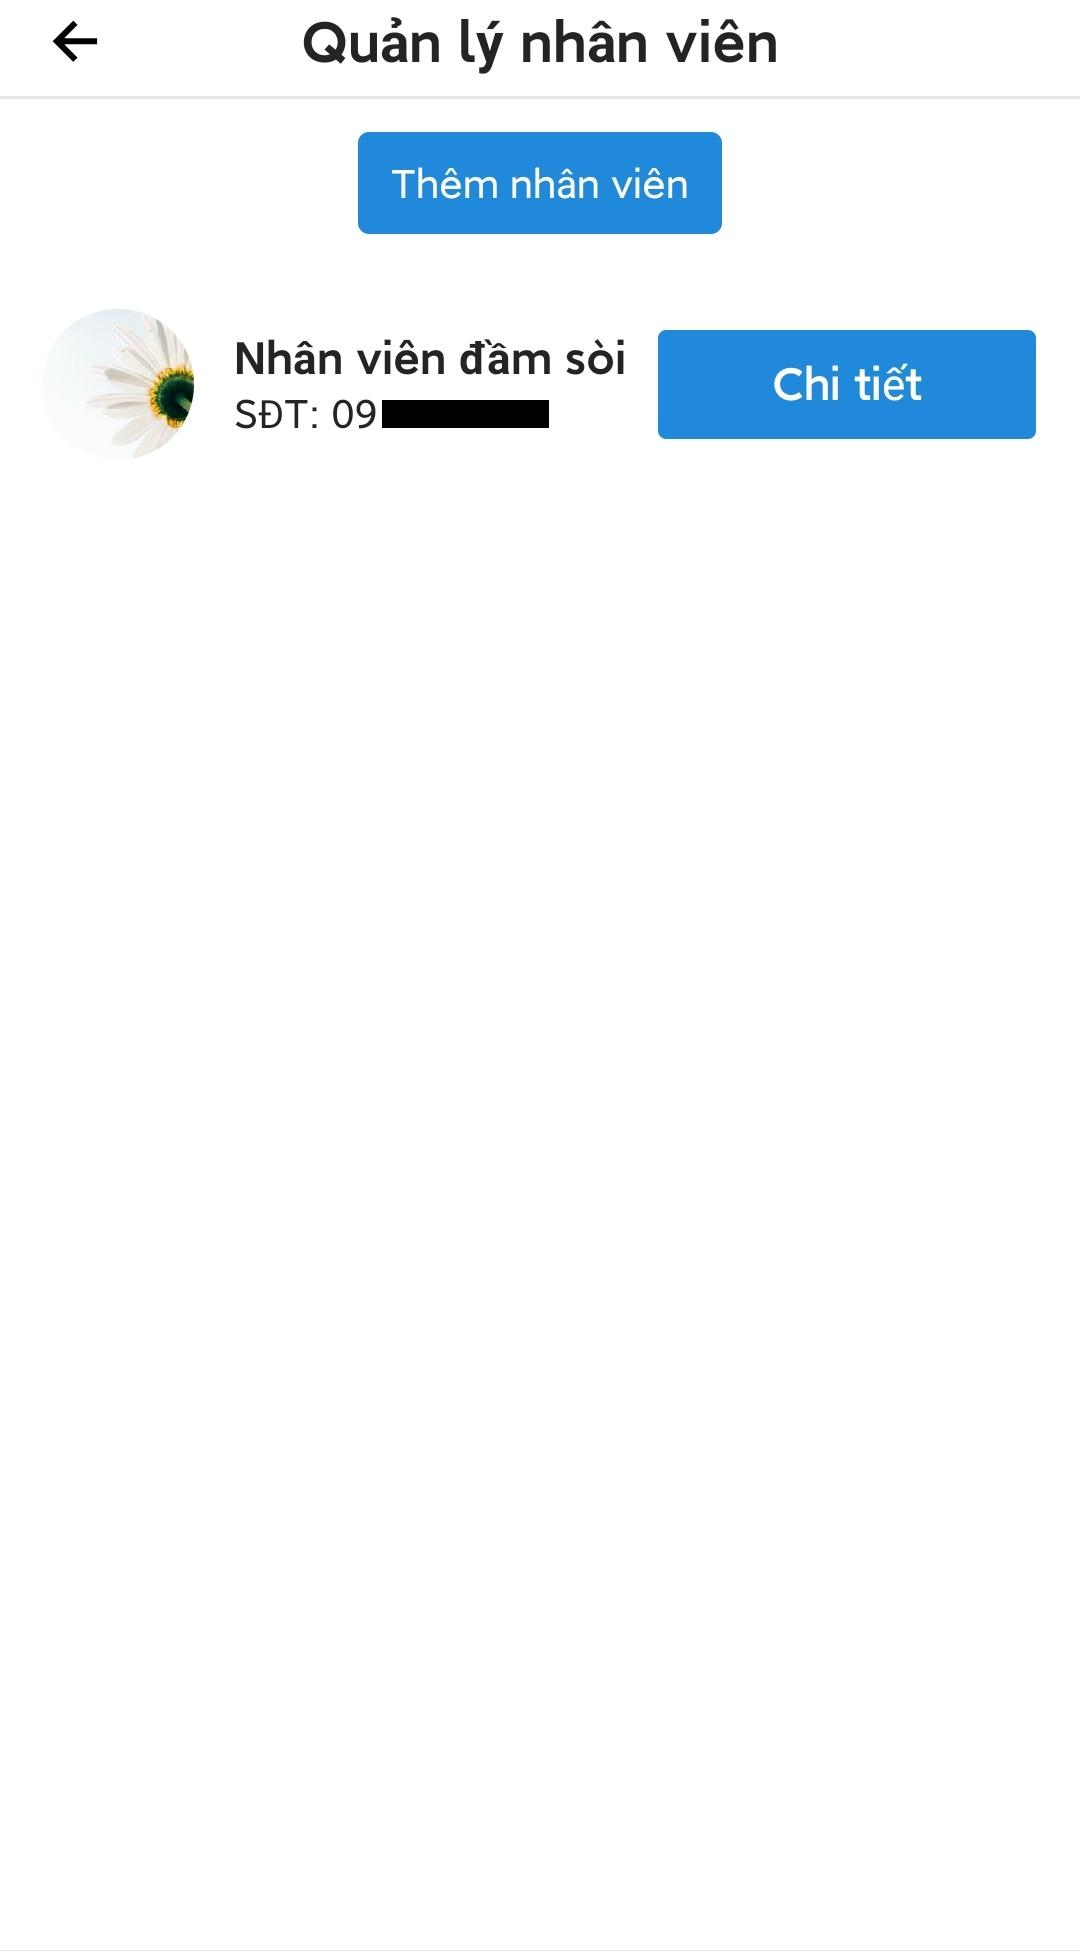 Quản lý nhân viên
Thêm nhân viên
Nhân viên đầm sòi
SĐT: 09
Chi tiết